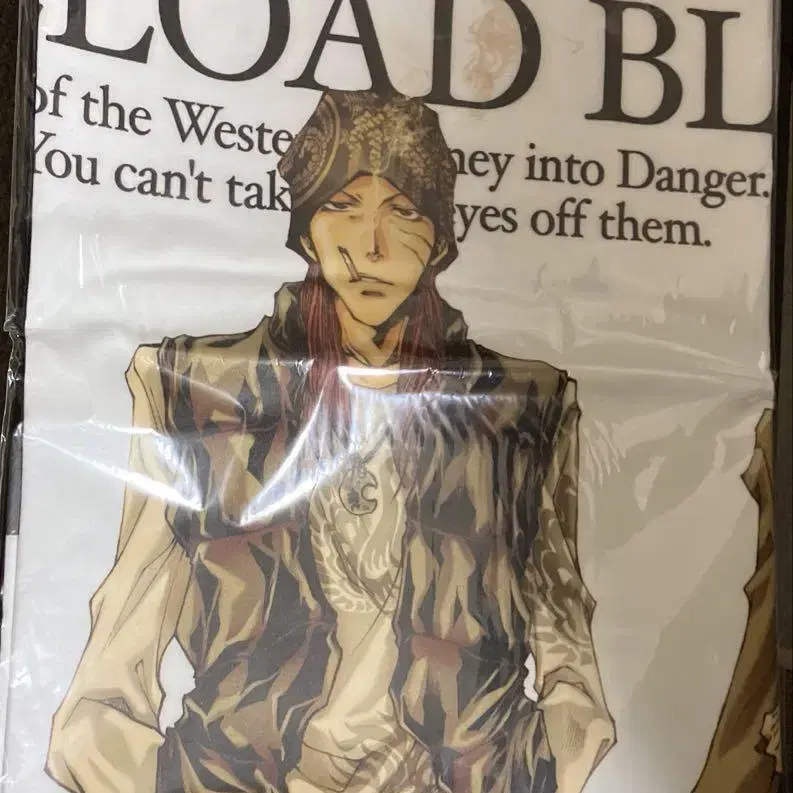 LOAD BL
of the Weste ney into Danger.
You can't tak yes off them.